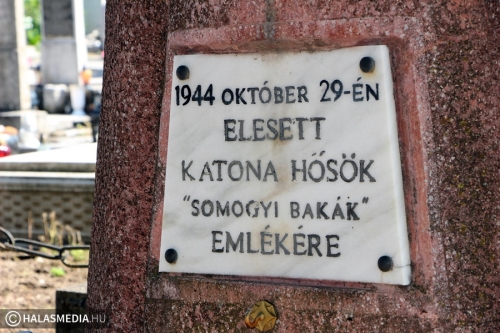 1944 OKTÓBER 29-ÉN
ELESETT
KATONA HŐSÖK
"SOMOGYI BAKÁK"
EMLÉKÉRE
HALASMEDIA.HU